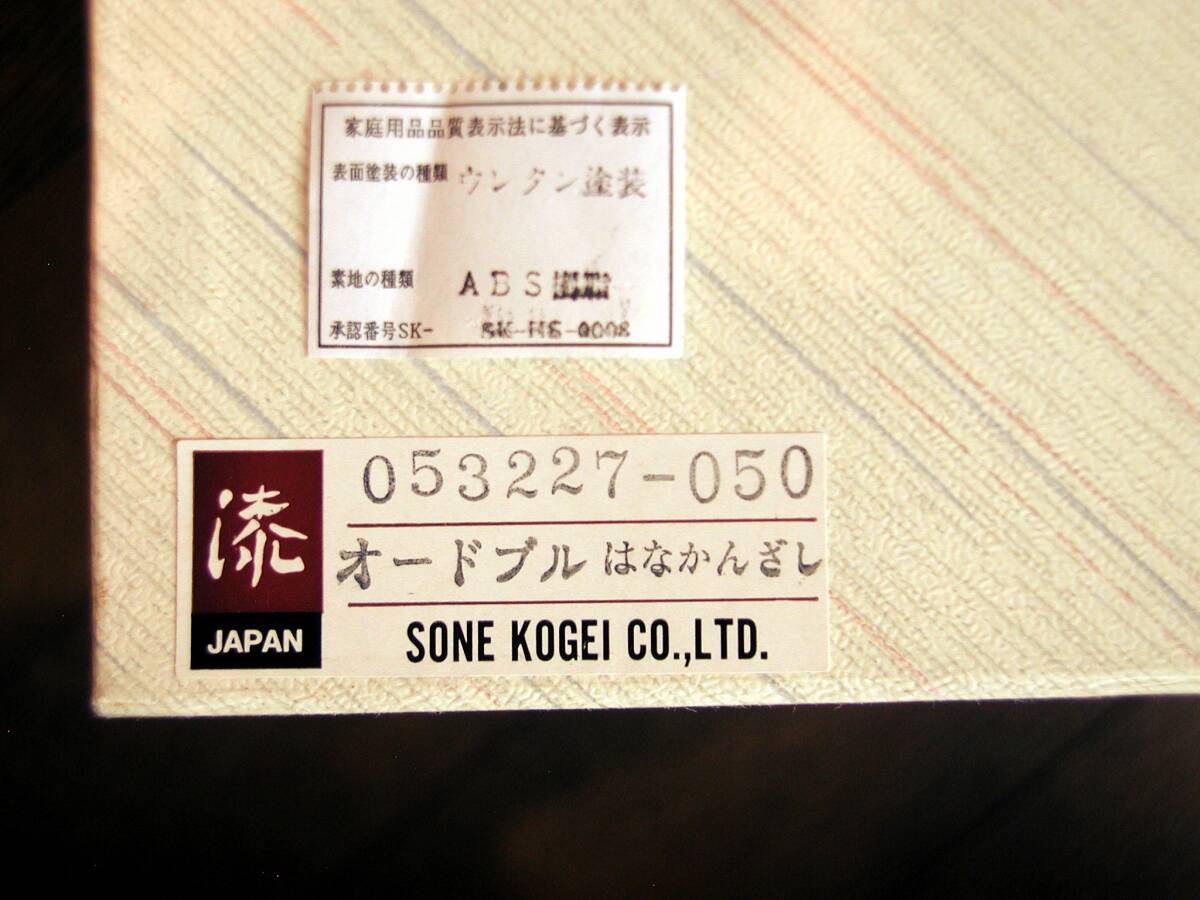 家庭用品品質表示法に基づく表示
表面塗装の種類 ウレタン塗装
素地の種類 ABS
承認番号SK- SK-HS-0008
漆
JAPAN
053227-050
オードブル はなかんざし
SONE KOGEI CO.,LTD.